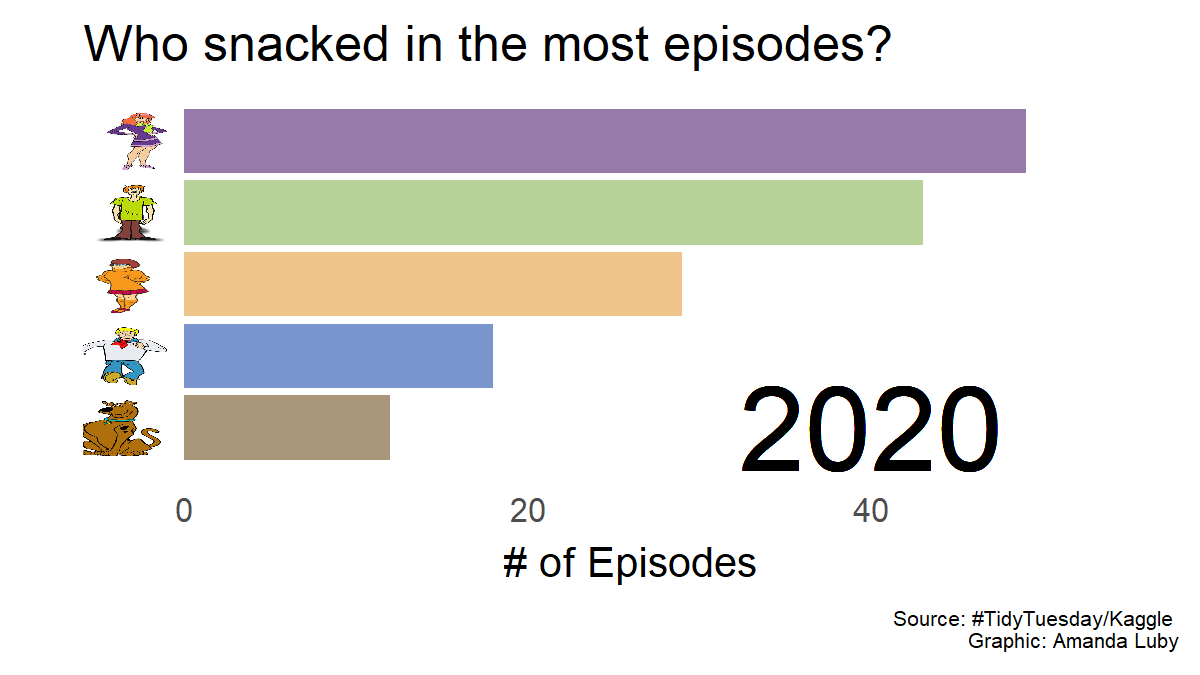 Who snacked in the most episodes?
2020
0 20 40
# of Episodes
Source: #TidyTuesday/Kaggle
Graphic: Amanda Luby